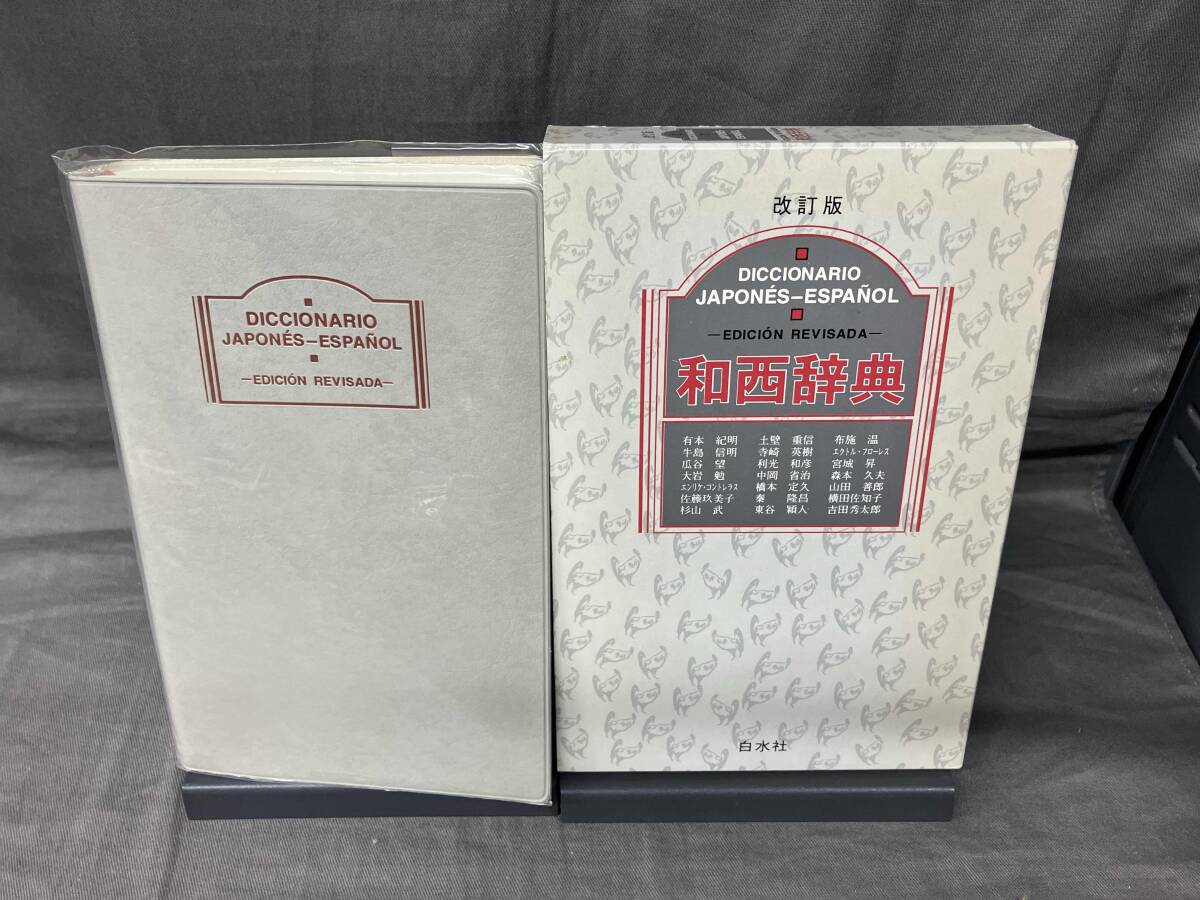 DICCIONARIO
JAPONÉS–ESPAÑOL
—EDICIÓN REVISADA—
改訂版
DICCIONARIO
JAPONÉS–ESPAÑOL
—EDICIÓN REVISADA—
和西辞典
有本 紀明 土壁 重信 布施 温
牛島 信明 寺崎 英樹 エクトル・フローレス
瓜谷 望 利光 和彦 宮城 昇
大岩 勉 中岡 省治 森本 久夫
エンリケ・コントレラス 橋本 定久 山田 善郎
佐藤玖美子 秦 隆昌 横田佐知子
杉山 武 東谷 穎人 吉田秀太郎
白水社